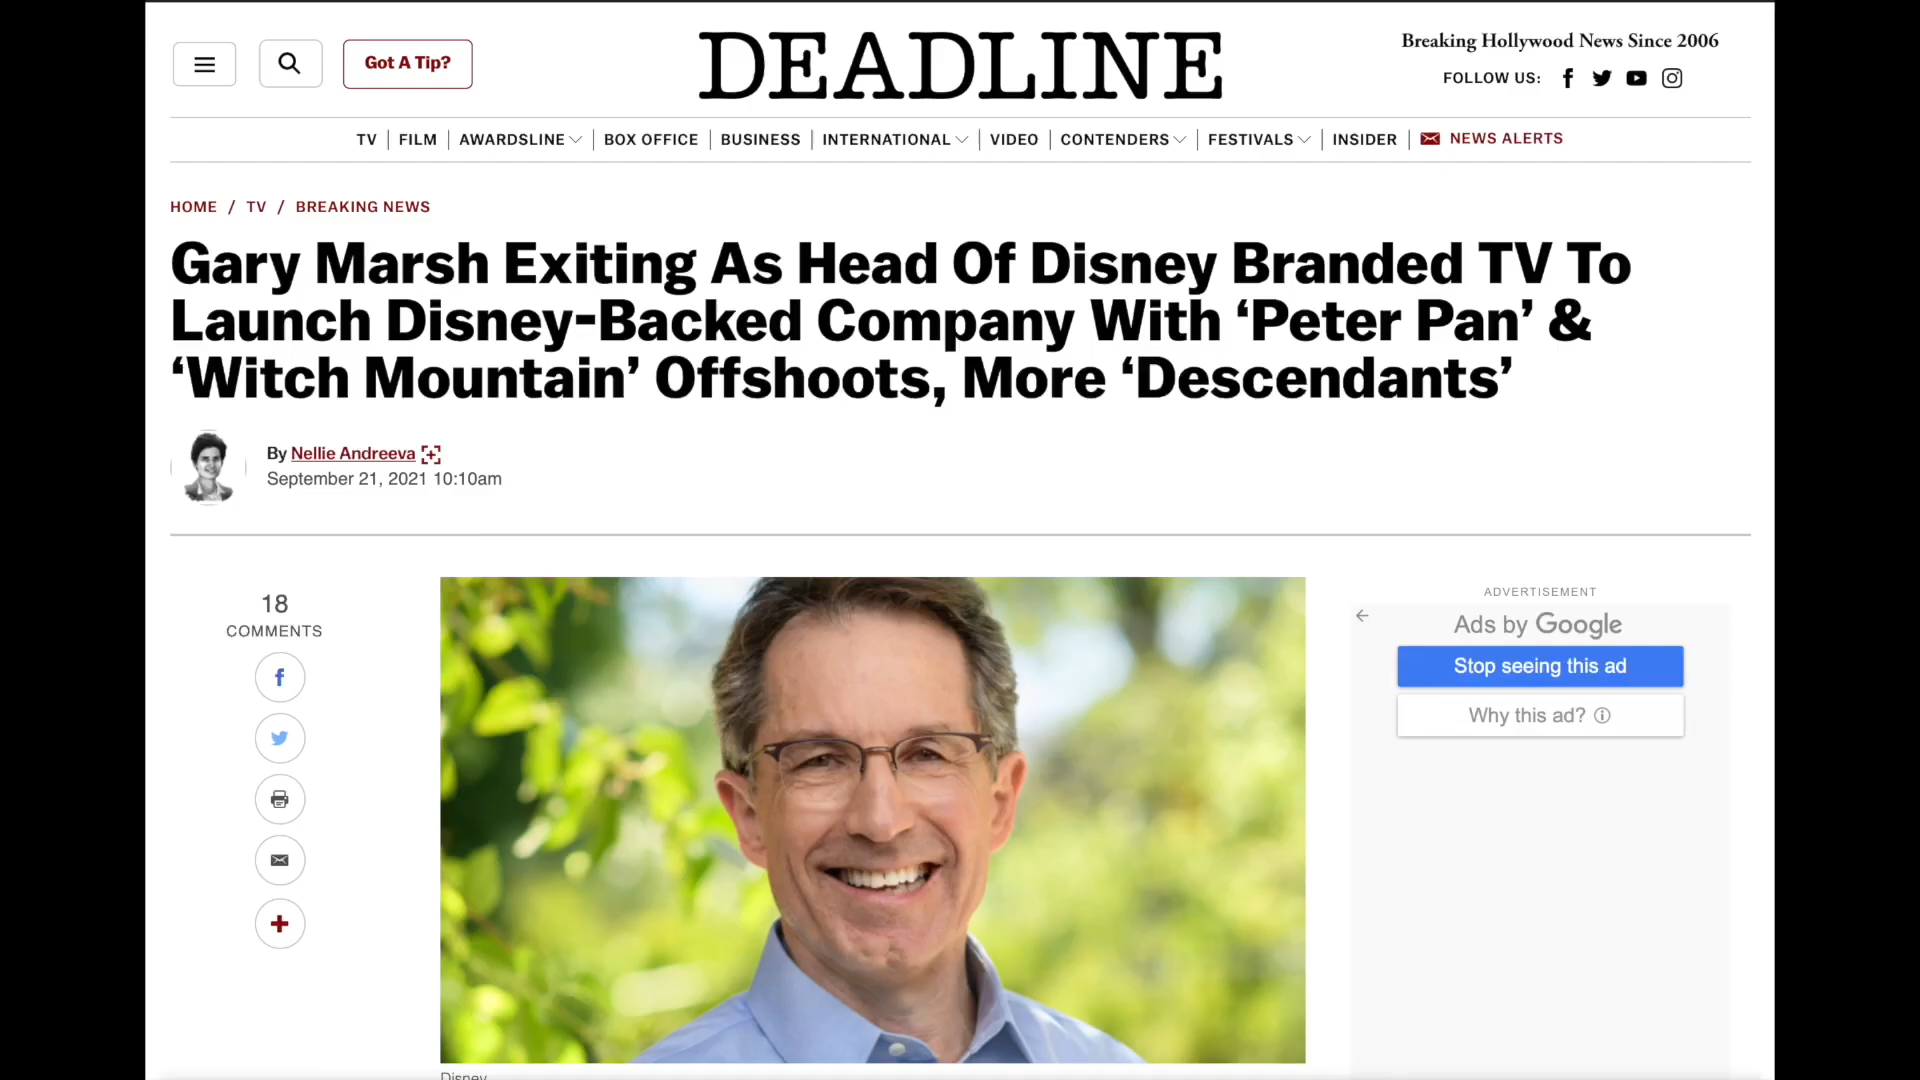 Got A Tip?
DEADLINE
Breaking Hollywood News Since 2006
FOLLOW US:
TV | FILM | AWARDSLINE | BOX OFFICE | BUSINESS | INTERNATIONAL | VIDEO | CONTENDERS | FESTIVALS | INSIDER | NEWS ALERTS
HOME / TV / BREAKING NEWS
Gary Marsh Exiting As Head Of Disney Branded TV To
Launch Disney-Backed Company With ‘Peter Pan’ &
‘Witch Mountain’ Offshoots, More ‘Descendants’
By Nellie Andreeva
September 21, 2021 10:10am
18
COMMENTS
ADVERTISEMENT
Ads by Google
Stop seeing this ad
Why this ad?
Disney